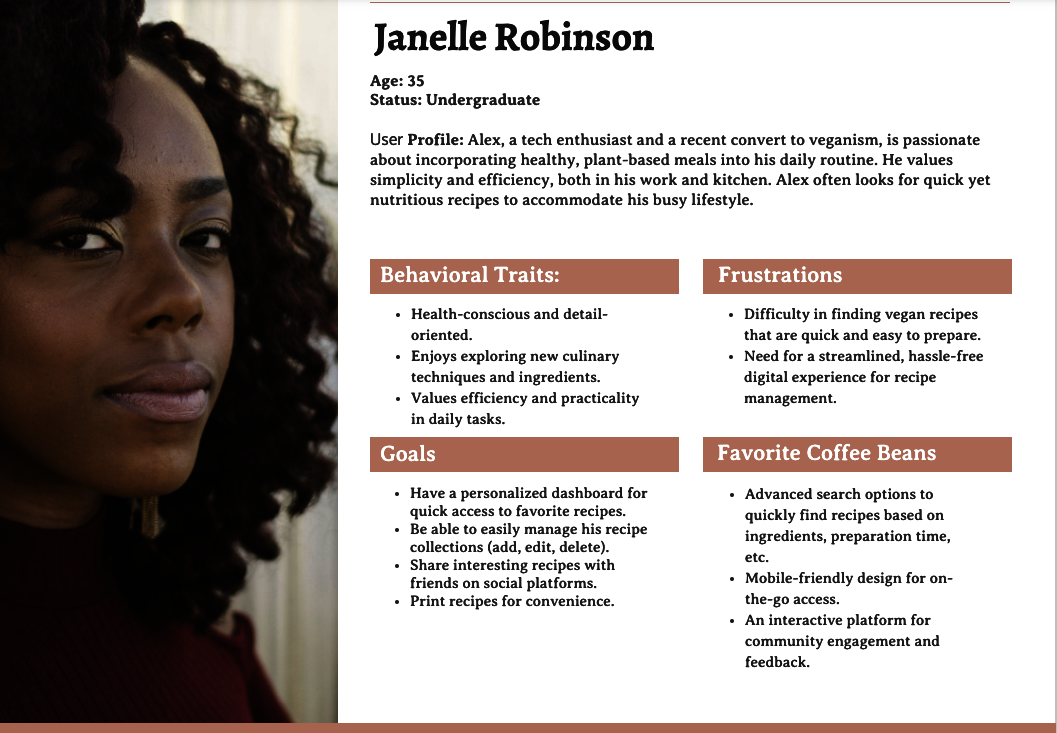 Janelle Robinson
Age: 35
Status: Undergraduate
User Profile: Alex, a tech enthusiast and a recent convert to veganism, is passionate
about incorporating healthy, plant-based meals into his daily routine. He values
simplicity and efficiency, both in his work and kitchen. Alex often looks for quick yet
nutritious recipes to accommodate his busy lifestyle.
Behavioral Traits:
• Health-conscious and detail-
oriented.
• Enjoys exploring new culinary
techniques and ingredients.
• Values efficiency and practicality
in daily tasks.
Frustrations
• Difficulty in finding vegan recipes
that are quick and easy to prepare.
• Need for a streamlined, hassle-free
digital experience for recipe
management.
Goals
• Have a personalized dashboard for
quick access to favorite recipes.
• Be able to easily manage his recipe
collections (add, edit, delete).
• Share interesting recipes with
friends on social platforms.
• Print recipes for convenience.
Favorite Coffee Beans
• Advanced search options to
quickly find recipes based on
ingredients, preparation time,
etc.
• Mobile-friendly design for on-
the-go access.
• An interactive platform for
community engagement and
feedback.